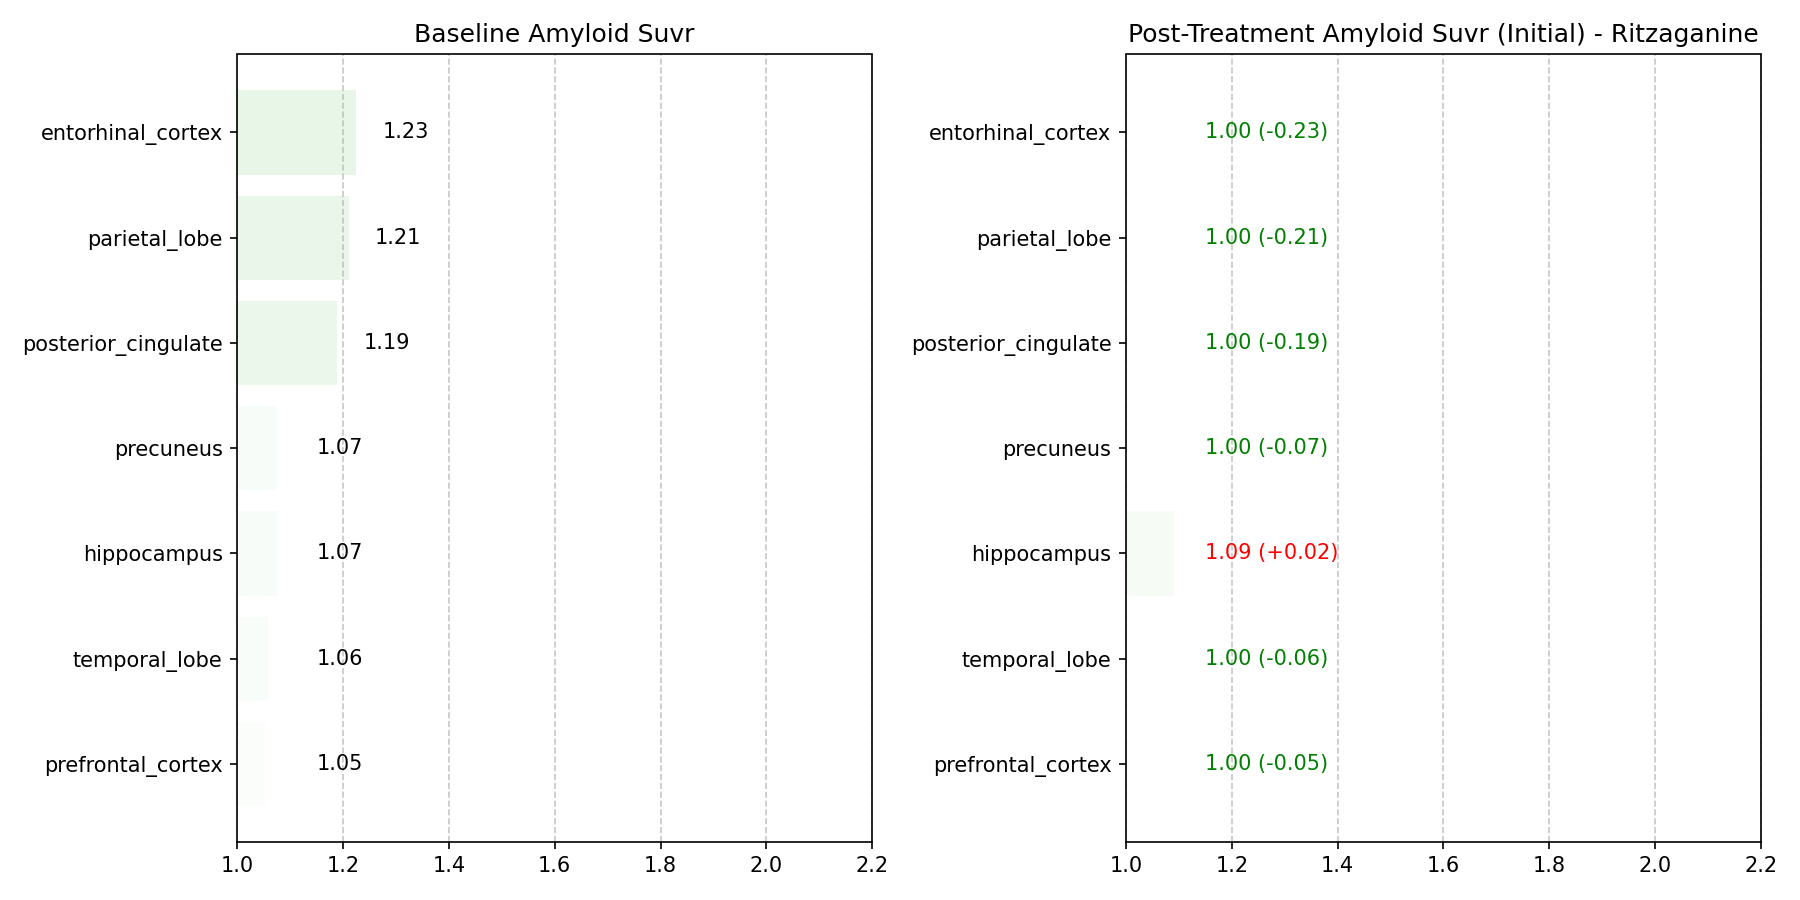 Baseline Amyloid Suvr
entorhinal_cortex 1.23
parietal_lobe 1.21
posterior_cingulate 1.19
precuneus 1.07
hippocampus 1.07
temporal_lobe 1.06
prefrontal_cortex 1.05
1.0 1.2 1.4 1.6 1.8 2.0 2.2
Post-Treatment Amyloid Suvr (Initial) - Ritzaganine
entorhinal_cortex 1.00 (-0.23)
parietal_lobe 1.00 (-0.21)
posterior_cingulate 1.00 (-0.19)
precuneus 1.00 (-0.07)
hippocampus 1.09 (+0.02)
temporal_lobe 1.00 (-0.06)
prefrontal_cortex 1.00 (-0.05)
1.0 1.2 1.4 1.6 1.8 2.0 2.2